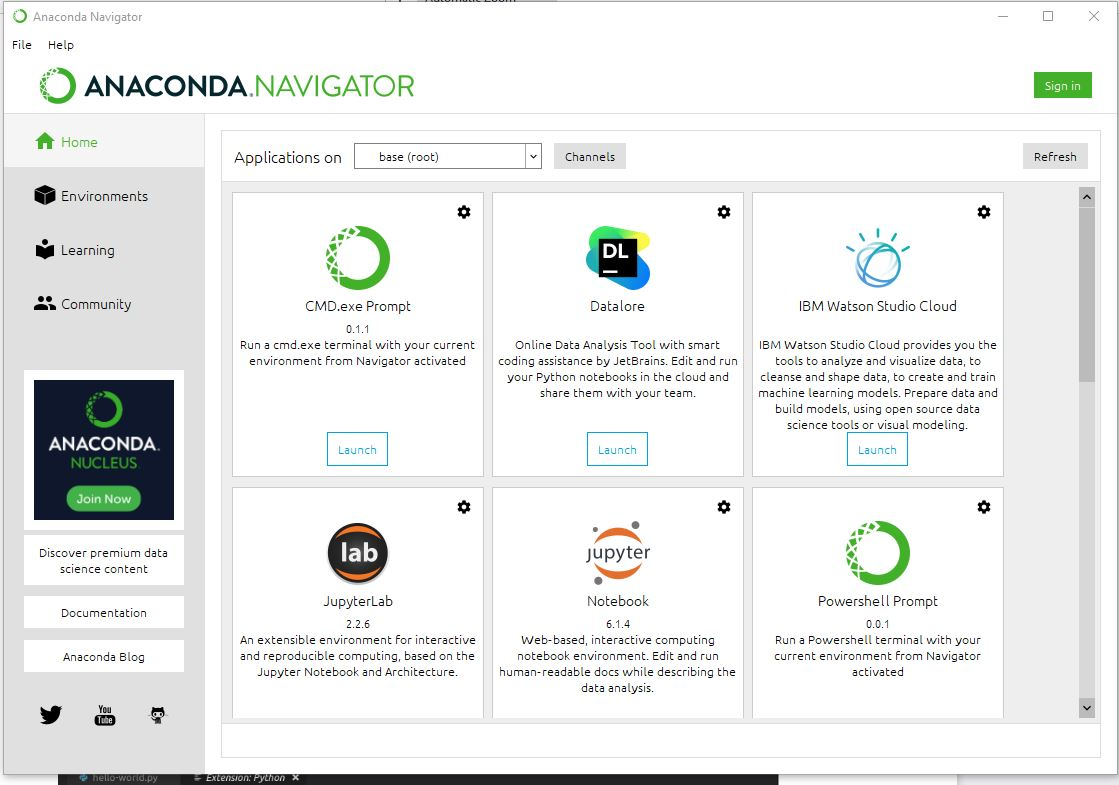 Anaconda Navigator
File Help
ANACONDA.NAVIGATOR
Sign in
Home
Environments
Learning
Community
ANACONDA.
NUCLEUS
Join Now
Discover premium data
science content
Documentation
Anaconda Blog
You
Tube
Applications on base (root) Channels Refresh
CMD.exe Prompt
0.1.1
Run a cmd.exe terminal with your current
environment from Navigator activated
Launch
DL
Datalore
Online Data Analysis Tool with smart
coding assistance by JetBrains. Edit and run
your Python notebooks in the cloud and
share them with your team.
Launch
IBM Watson Studio Cloud
IBM Watson Studio Cloud provides you the
tools to analyze and visualize data, to
cleanse and shape data, to create and train
machine learning models. Prepare data and
build models, using open source data
science tools or visual modeling.
Launch
lab
JupyterLab
2.2.6
An extensible environment for interactive
and reproducible computing, based on the
Jupyter Notebook and Architecture.
jupyter
Notebook
6.1.4
Web-based, interactive computing
notebook environment. Edit and run
human-readable docs while describing the
data analysis.
Powershell Prompt
0.0.1
Run a Powershell terminal with your
current environment from Navigator
activated
hello-world.py Extension: Python